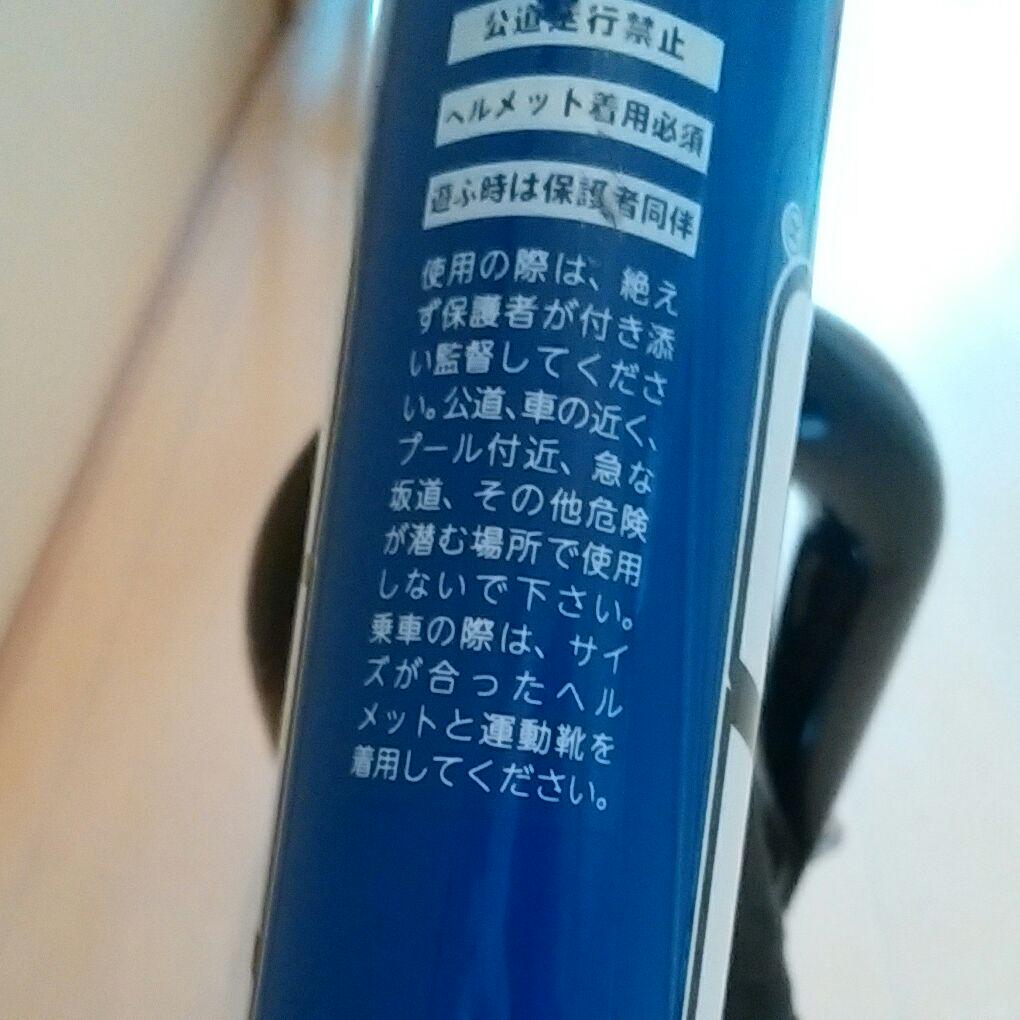 公道走行禁止
ヘルメット着用必須
遊ぶ時は保護者同伴
使用の際は、絶え
ず保護者が付き添
い監督してくださ
い。公道、車の近く、
プール付近、急な
坂道、その他危険
が潜む場所で使用
しないで下さい。
乗車の際は、サイ
ズが合ったヘル
メットと運動靴を
着用してください。